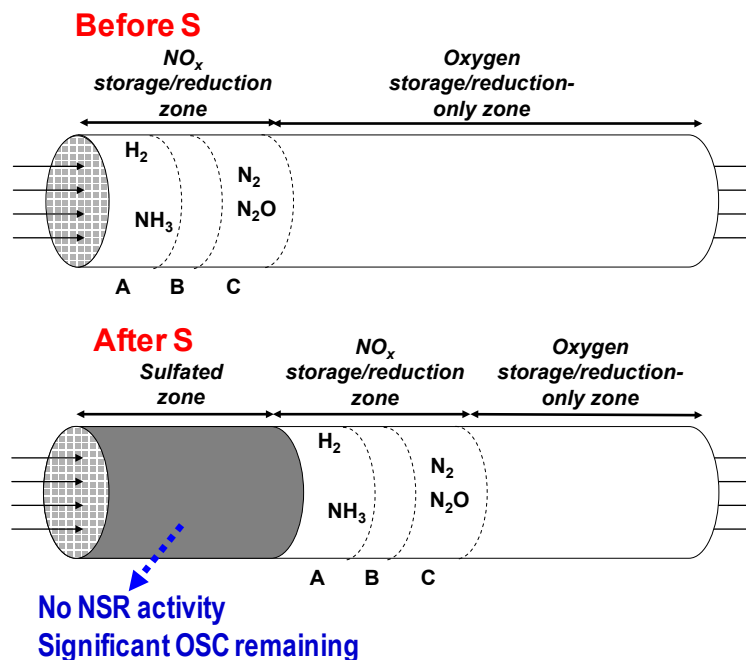 Before S
NOx
storage/reduction
zone
Oxygen
storage/reduction-
only zone
H2
NH3
N2
N2O
A B C
After S
Sulfated
zone
NOx
storage/reduction
zone
Oxygen
storage/reduction-
only zone
H2
NH3
N2
N2O
A B C
No NSR activity
Significant OSC remaining